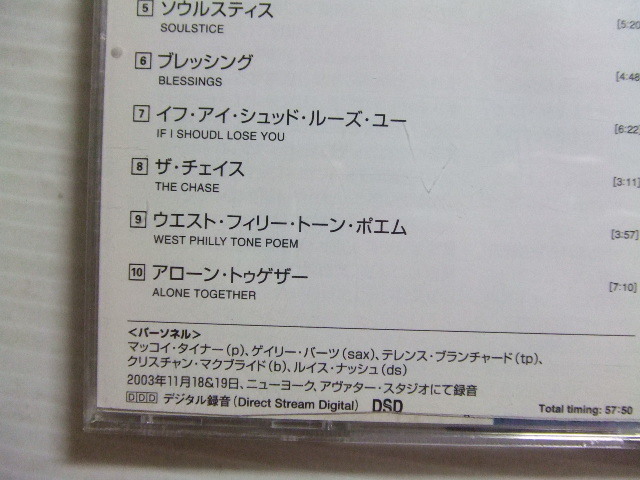 5 ソウルスティス
SOULSTICE [5:20
6 ブレッシング
BLESSINGS [4:48
7 イフ・アイ・シュッド・ルーズ・ユー
IF I SHOUDL LOSE YOU [6:22]
8 ザ・チェイス
THE CHASE [3:11]
9 ウエスト・フィリー・トーン・ポエム
WEST PHILLY TONE POEM [3:57]
10 アローン・トゥゲザー
ALONE TOGETHER [7:10]
<パーソネル>
マッコイ・タイナー(p)、ゲイリー・バーツ(sax)、テレンス・ブランチャード(tp)、
クリスチャン・マクブライド(b)、ルイス・ナッシュ(ds)
2003年11月18&19日、ニューヨーク、アヴァター・スタジオにて録音
DDD デジタル録音(Direct Stream Digital) DSD
Total timing: 57:50